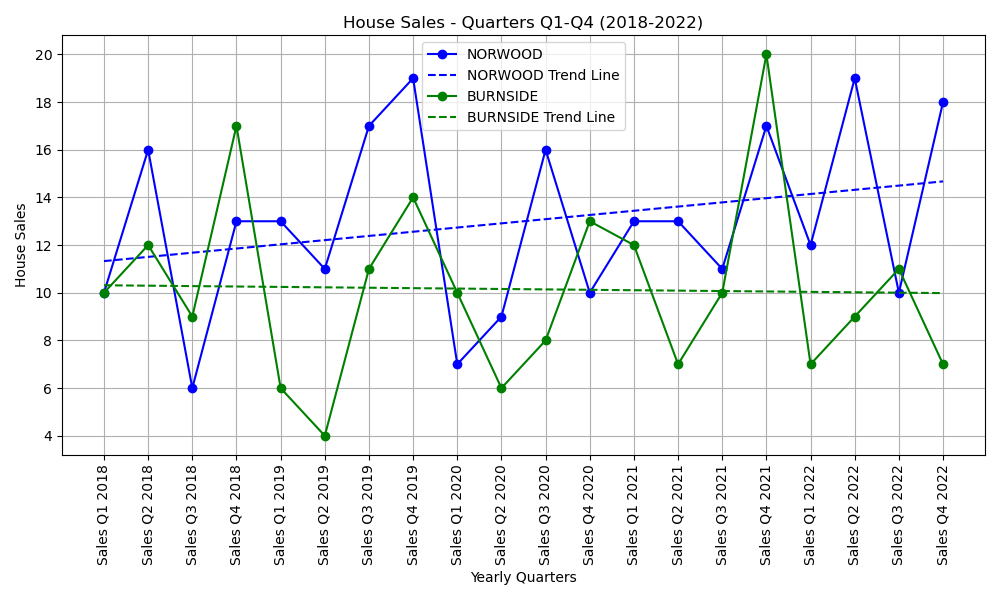 House Sales - Quarters Q1-Q4 (2018-2022)
NORWOOD
NORWOOD Trend Line
BURNSIDE
BURNSIDE Trend Line
House Sales
20
18
16
14
12
10
8
6
4
Sales Q1 2018
Sales Q2 2018
Sales Q3 2018
Sales Q4 2018
Sales Q1 2019
Sales Q2 2019
Sales Q3 2019
Sales Q4 2019
Sales Q1 2020
Sales Q2 2020
Sales Q3 2020
Sales Q4 2020
Sales Q1 2021
Sales Q2 2021
Sales Q3 2021
Sales Q4 2021
Sales Q1 2022
Sales Q2 2022
Sales Q3 2022
Sales Q4 2022
Yearly Quarters